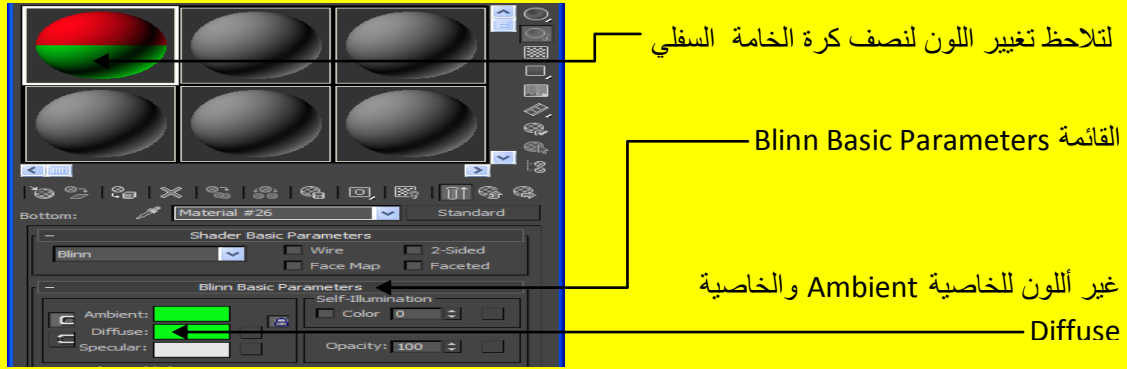 لتلاحظ تغيير اللون لنصف كرة الخامة السفلي
القائمة Blinn Basic Parameters
Bottom: Material #26 Standard
Shader Basic Parameters
Blinn Wire 2-Sided
Face Map Faceted
Blinn Basic Parameters
Self-Illumination
Ambient: Color 0
Diffuse:
Specular: Opacity: 100
غير أللون للخاصية Ambient والخاصية
Diffuse